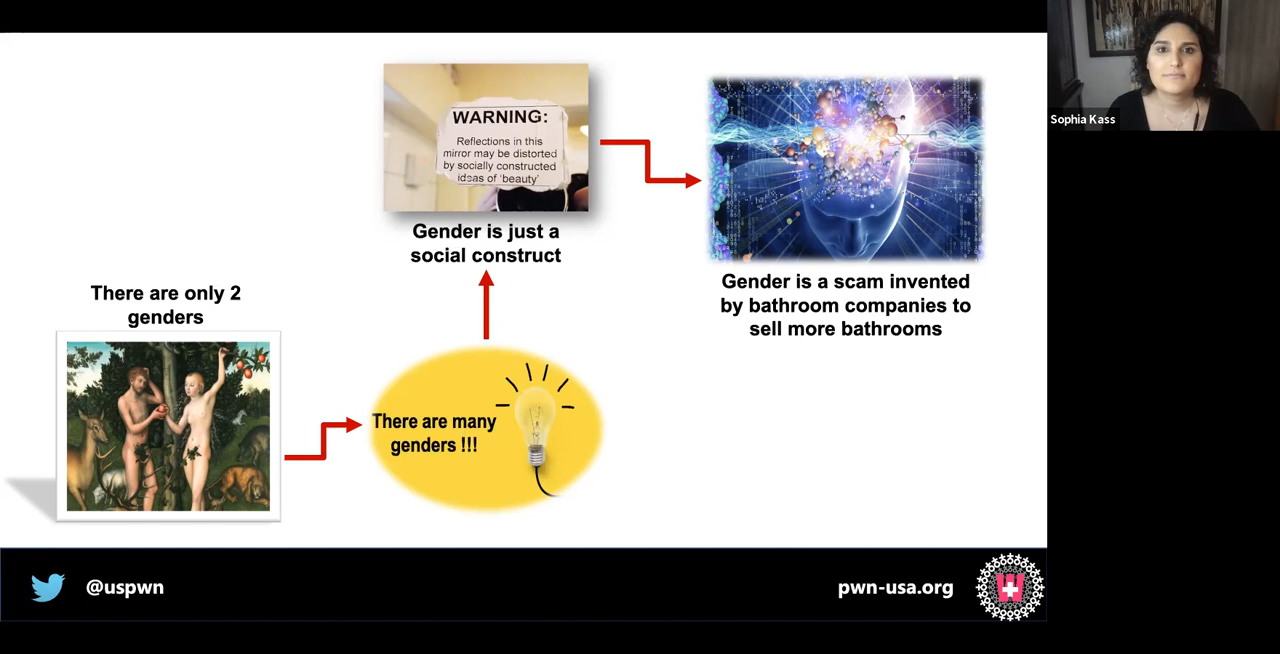 There are only 2
genders
There are many
genders !!!
WARNING:
Reflections in this
mirror may be distorted
by socially constructed
ideas of 'beauty'
Gender is just a
social construct
Gender is a scam invented
by bathroom companies to
sell more bathrooms
Sophia Kass
@uspwn
pwn-usa.org
W